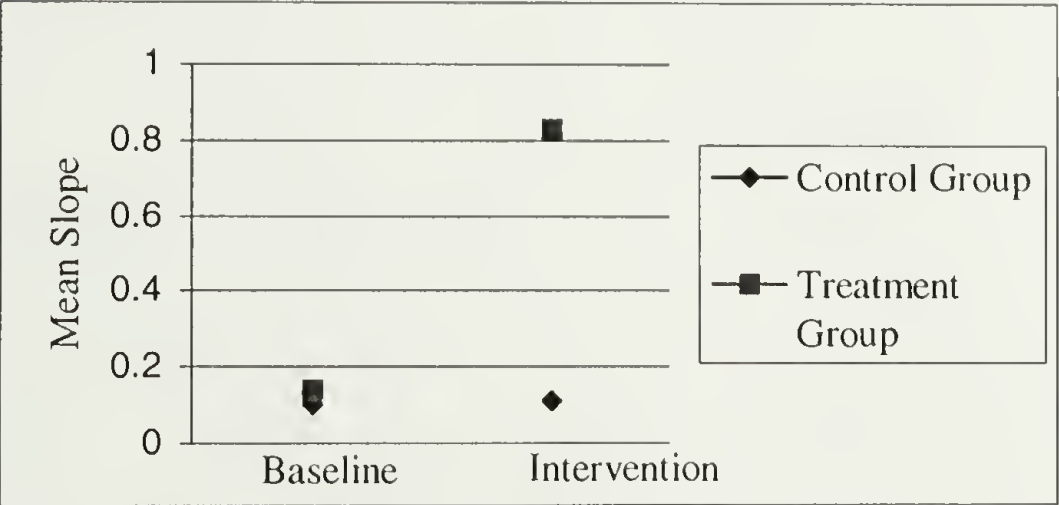 1
0.8
0.6
0.4
0.2
0
Mean Slope
Baseline
Intervention
Control Group
Treatment
Group